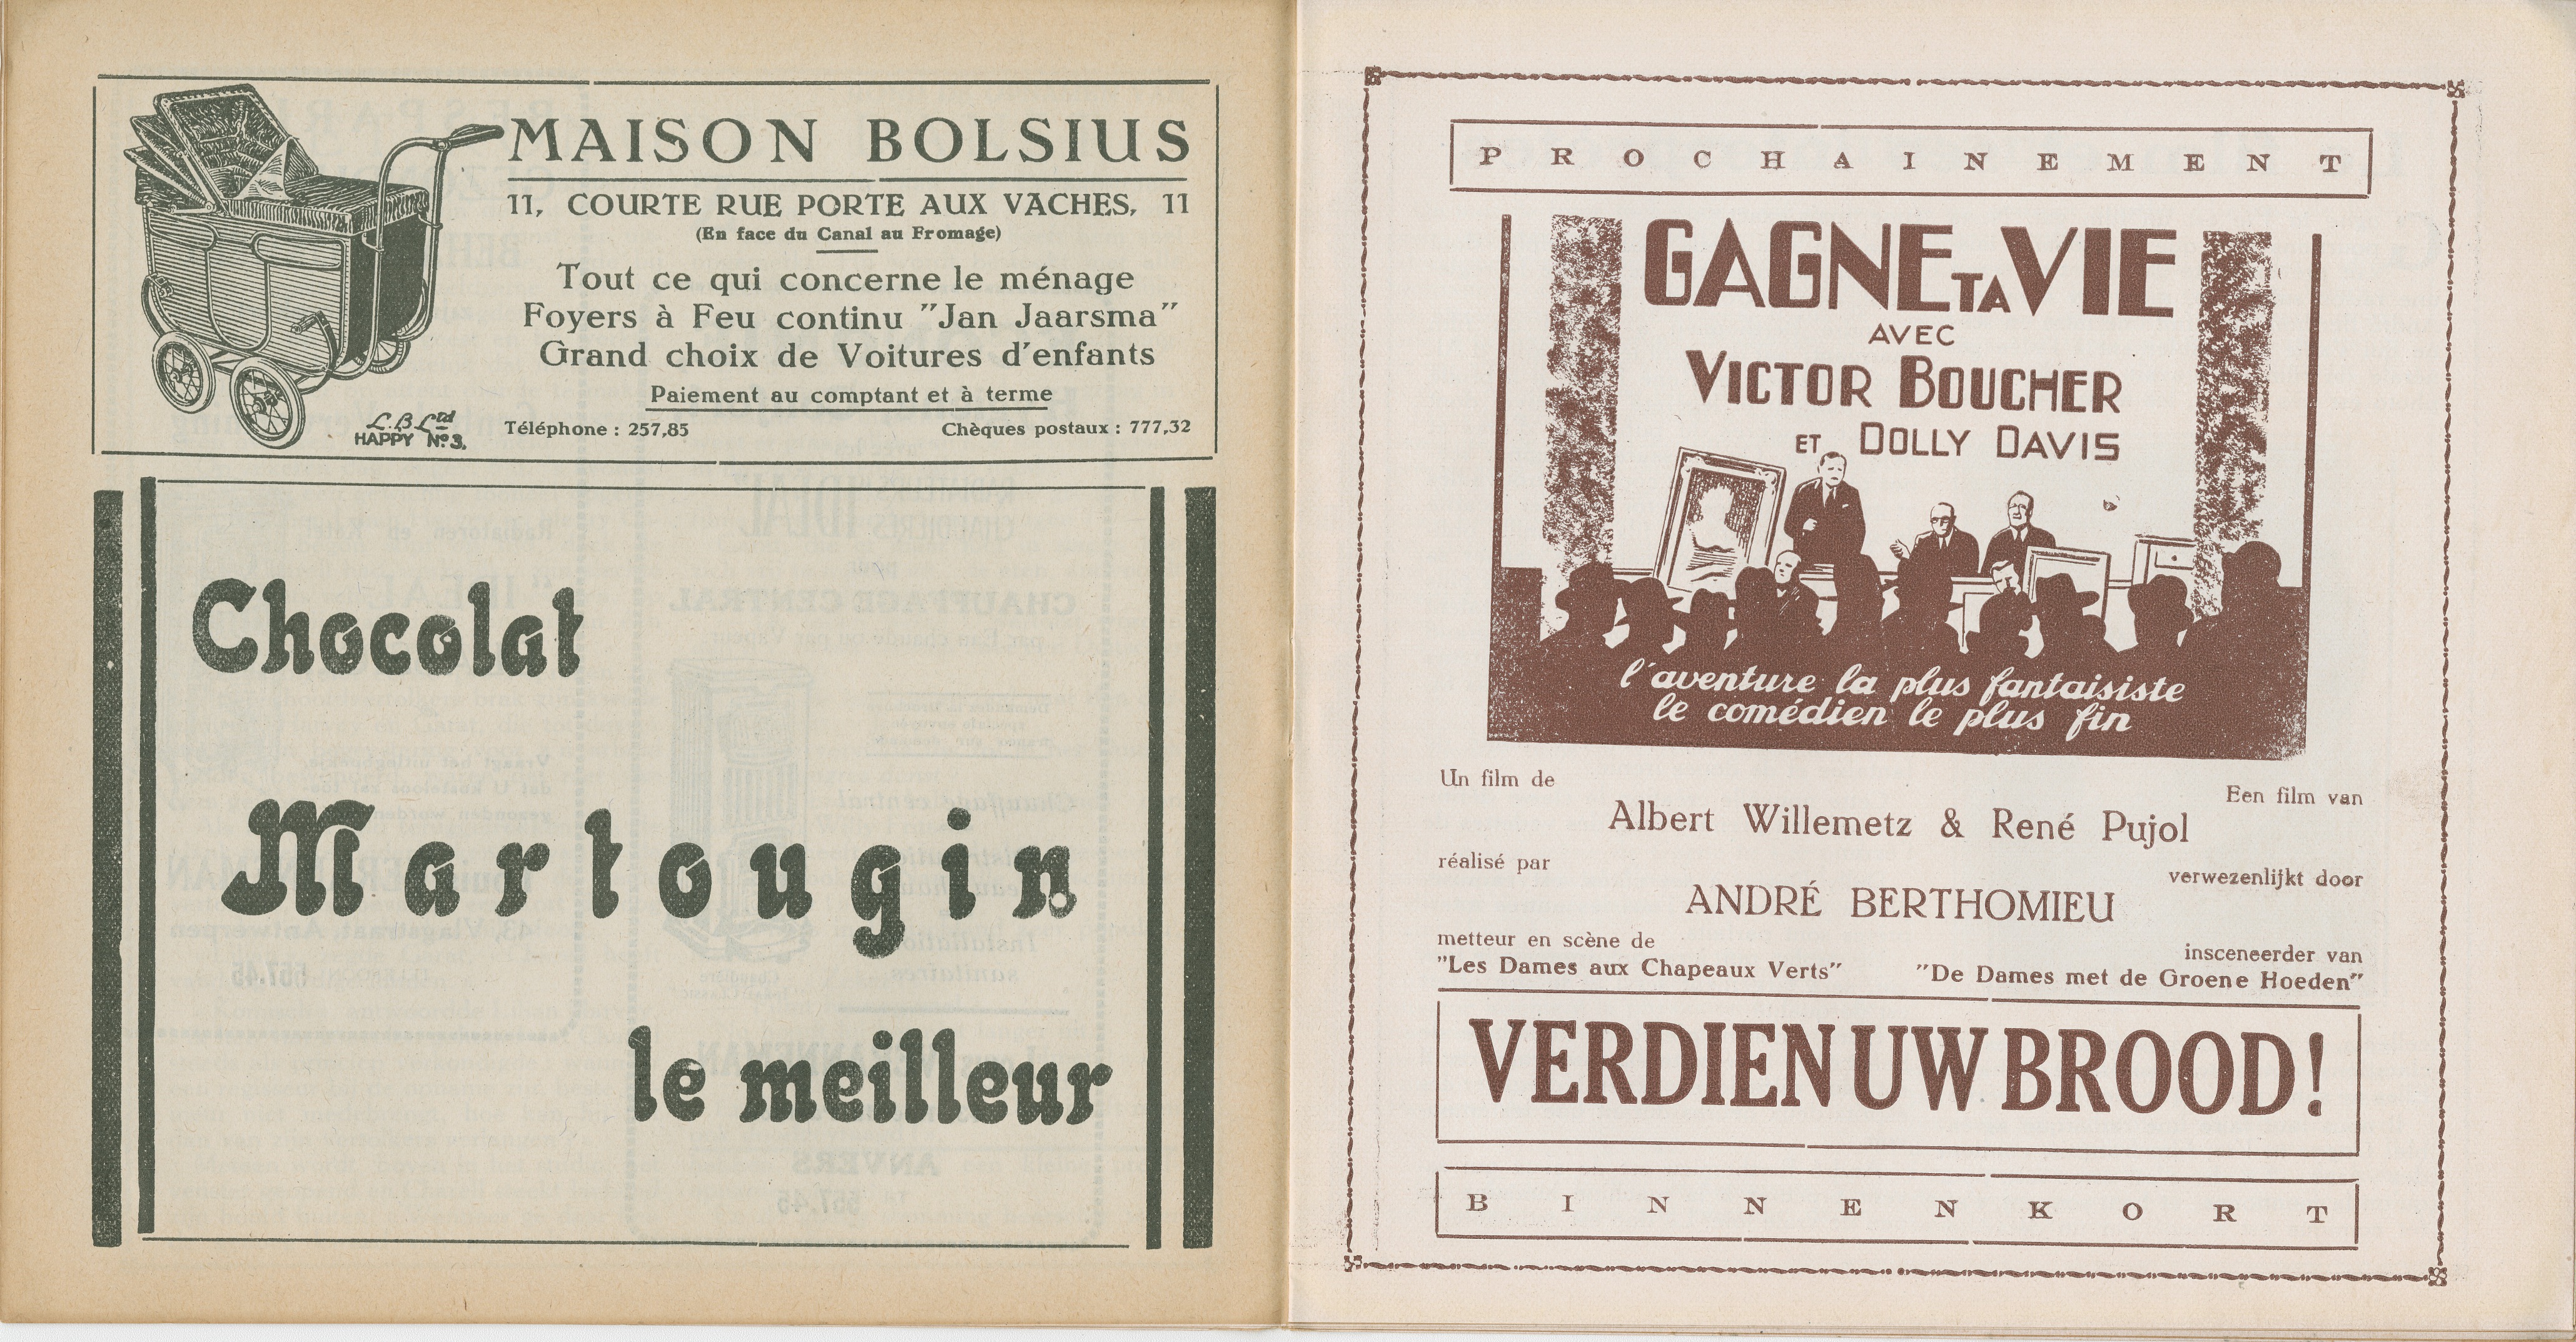 MAISON BOLSIUS
11, COURTE RUE PORTE AUX VACHES, 11
(En face du Canal au Fromage)
Tout ce qui concerne le ménage
Foyers à Feu continu "Jan Jaarsma"
Grand choix de Voitures d'enfants
Paiement au comptant et à terme
Téléphone : 257,85
Chèques postaux : 777,32
L.B. Ltd
HAPPY No 3.
Chocolat
Martougin
le meilleur
PROCHAINEMENT
GAGNE TA VIE
AVEC
VICTOR BOUCHER
ET DOLLY DAVIS
l'aventure la plus fantaisiste
le comédien le plus fin
Un film de
Een film van
Albert Willemetz & René Pujol
réalisé par
verwezenlijkt door
ANDRÉ BERTHOMIEU
metteur en scène de
"Les Dames aux Chapeaux Verts"
insceneerder van
"De Dames met de Groene Hoeden"
VERDIEN UW BROOD!
BINNENKORT